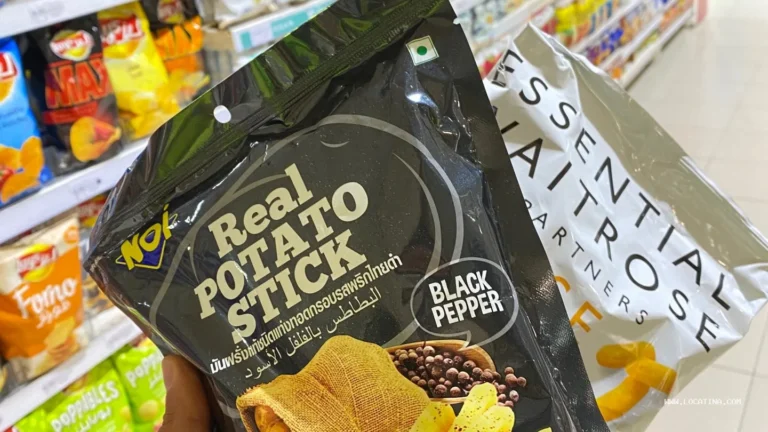 NOi
Real
POTATO
STICK
มันฝรั่งแท้ชนิดแท่งทอดกรอบรสพริกไทยดำ
البطاطس بالفلفل الأسود
BLACK
PEPPER
ESSENTIAL
WAITROSE
PARTNERS
Lay's
MAX
Lay's
Forno
POPPABLES
WWW.LOCOTINA.COM